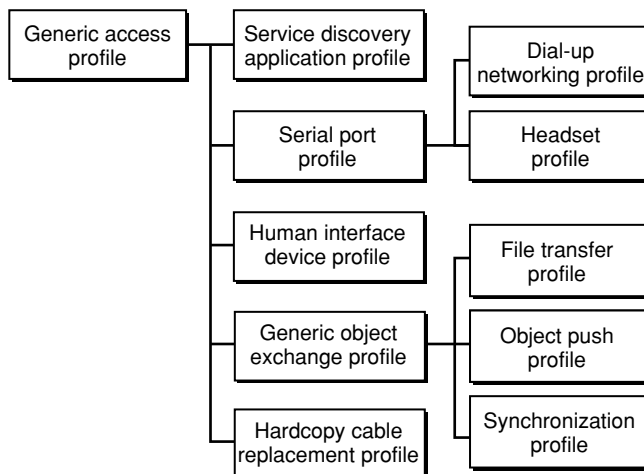 Generic access
profile
Service discovery
application profile
Serial port
profile
Human interface
device profile
Generic object
exchange profile
Hardcopy cable
replacement profile
Dial-up
networking profile
Headset
profile
File transfer
profile
Object push
profile
Synchronization
profile